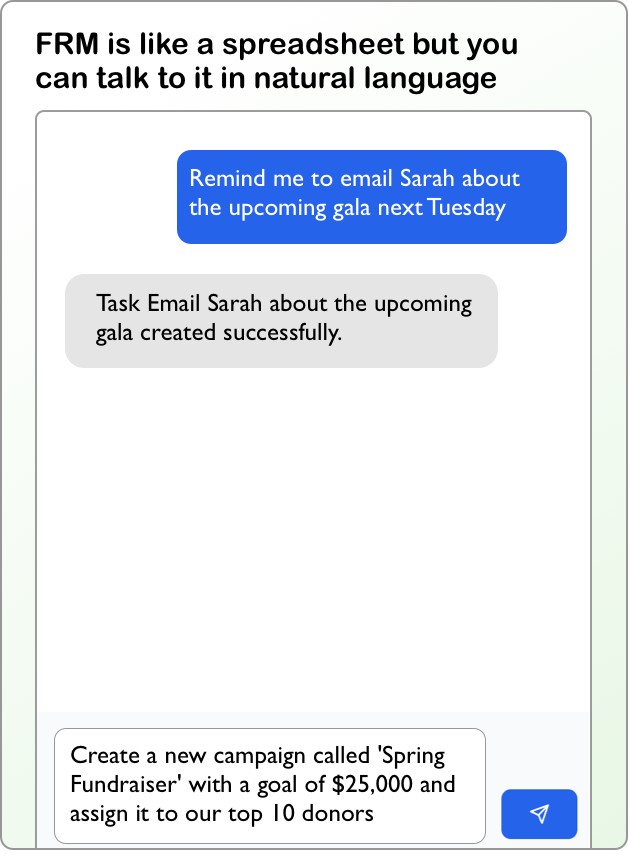 FRM is like a spreadsheet but you
can talk to it in natural language
Remind me to email Sarah about
the upcoming gala next Tuesday
Task Email Sarah about the upcoming
gala created successfully.
Create a new campaign called 'Spring
Fundraiser' with a goal of $25,000 and
assign it to our top 10 donors